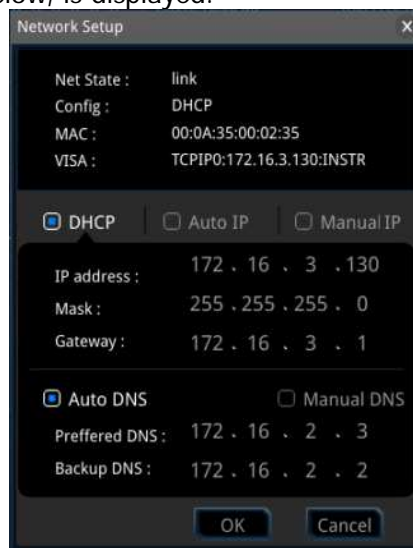 low, is displayed.
Network Setup X
Net State : link
Config : DHCP
MAC : 00:0A:35:00:02:35
VISA : TCPIP0:172.16.3.130:INSTR
DHCP Auto IP Manual IP
IP address : 172 . 16 . 3 . 130
Mask : 255 . 255 . 255 . 0
Gateway : 172 . 16 . 3 . 1
Auto DNS Manual DNS
Preffered DNS : 172 . 16 . 2 . 3
Backup DNS : 172 . 16 . 2 . 2
OK Cancel